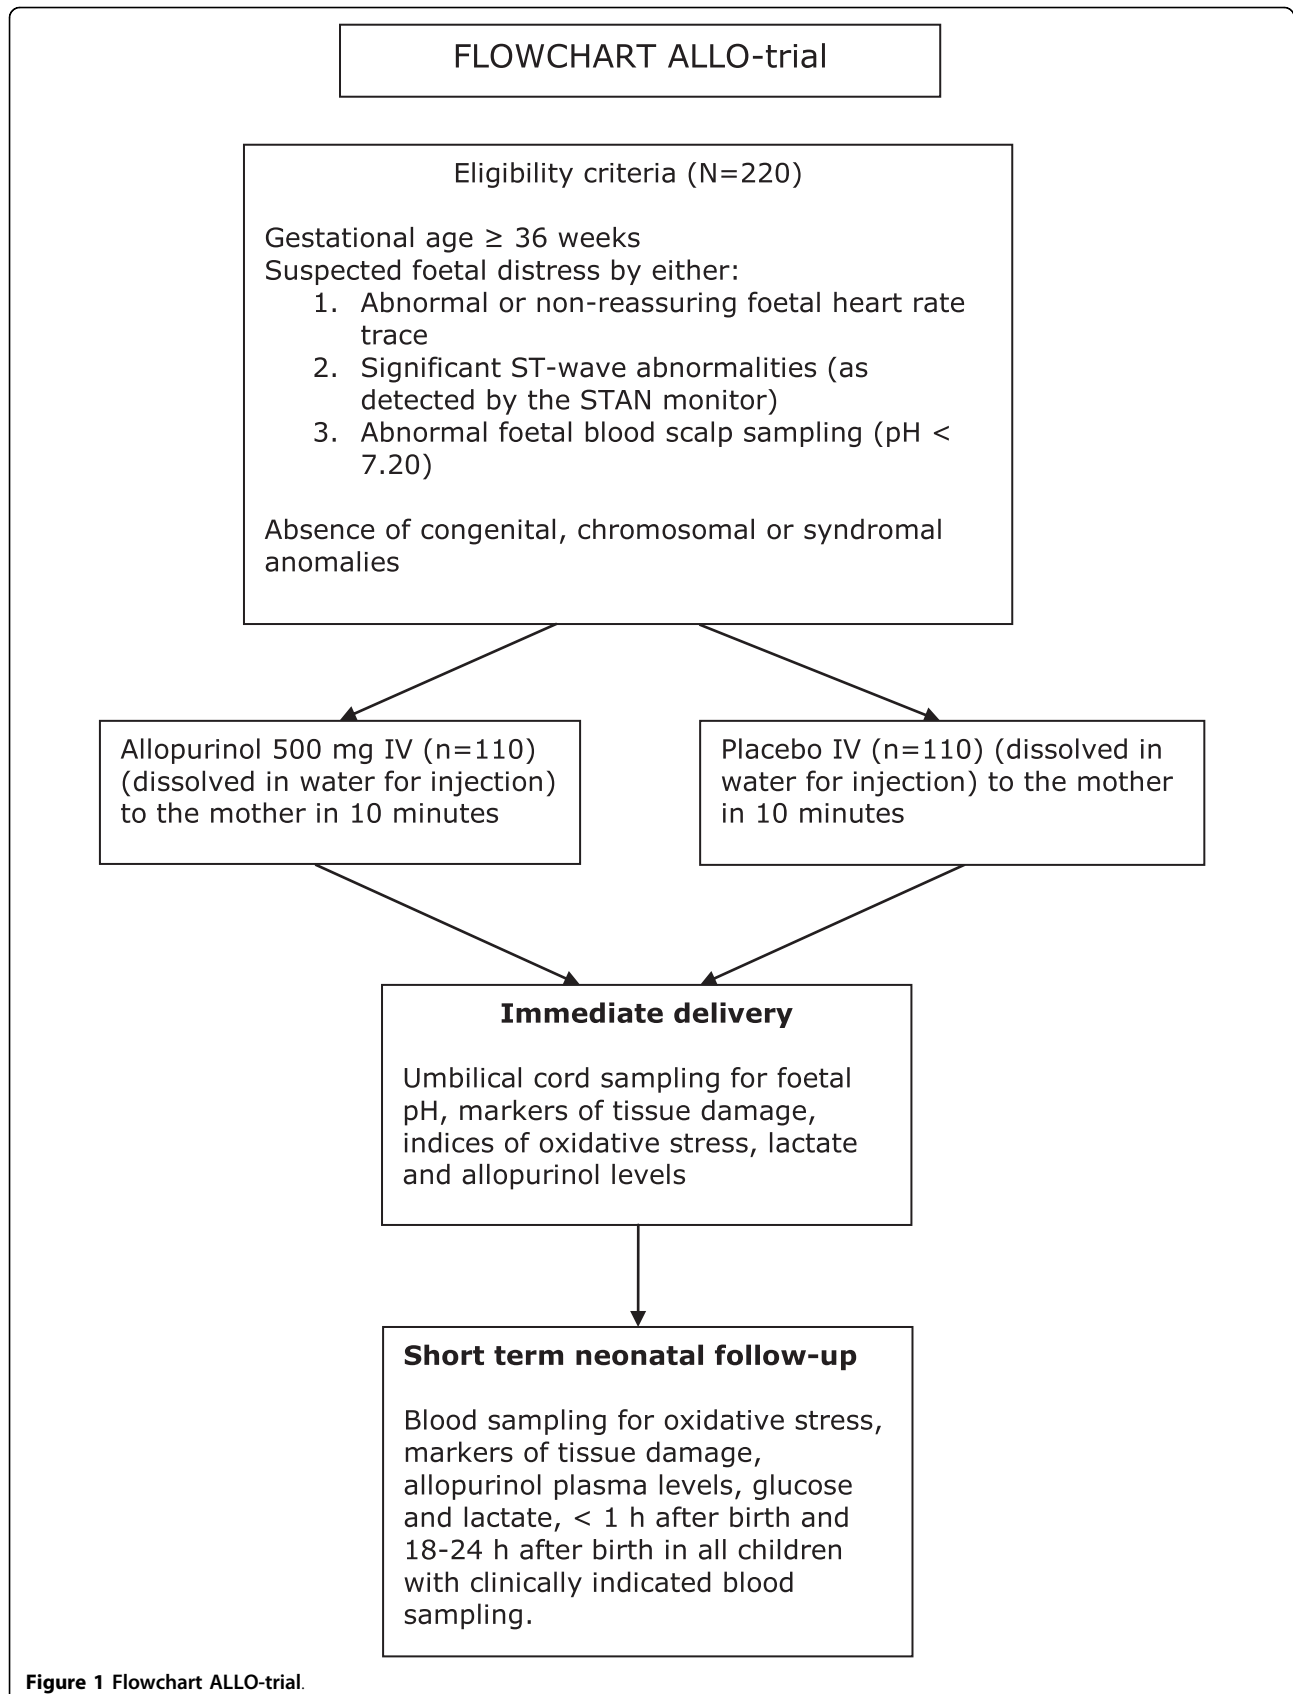 FLOWCHART ALLO-trial
Eligibility criteria (N=220)
Gestational age ≥ 36 weeks
Suspected foetal distress by either:
1. Abnormal or non-reassuring foetal heart rate
trace
2. Significant ST-wave abnormalities (as
detected by the STAN monitor)
3. Abnormal foetal blood scalp sampling (pH <
7.20)
Absence of congenital, chromosomal or syndromal
anomalies
Allopurinol 500 mg IV (n=110)
(dissolved in water for injection)
to the mother in 10 minutes
Placebo IV (n=110) (dissolved in
water for injection) to the mother
in 10 minutes
Immediate delivery
Umbilical cord sampling for foetal
pH, markers of tissue damage,
indices of oxidative stress, lactate
and allopurinol levels
Short term neonatal follow-up
Blood sampling for oxidative stress,
markers of tissue damage,
allopurinol plasma levels, glucose
and lactate, < 1 h after birth and
18-24 h after birth in all children
with clinically indicated blood
sampling.
Figure 1 Flowchart ALLO-trial.